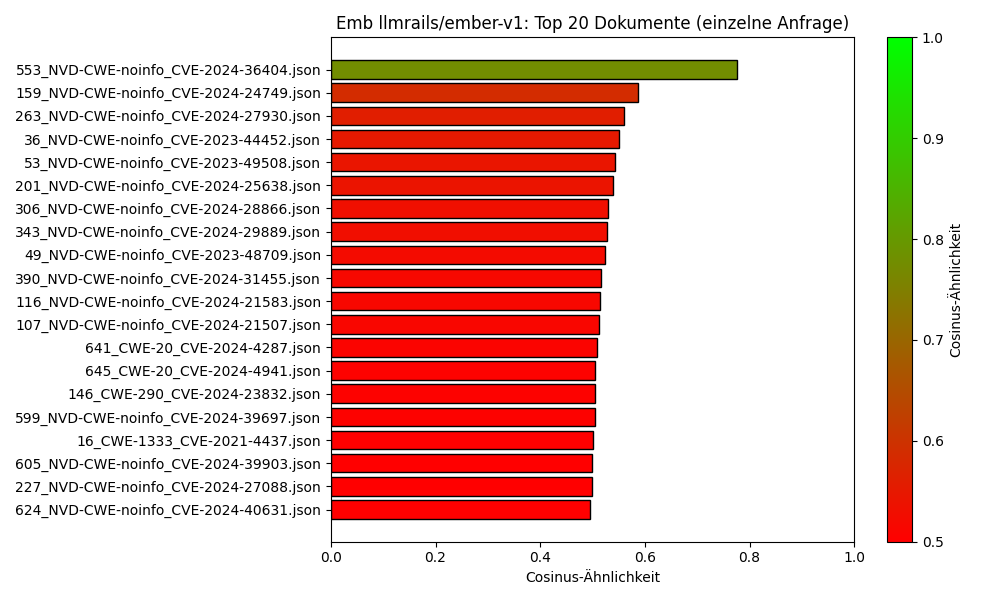 Emb llmrails/ember-v1: Top 20 Dokumente (einzelne Anfrage)
553_NVD-CWE-noinfo_CVE-2024-36404.json
159_NVD-CWE-noinfo_CVE-2024-24749.json
263_NVD-CWE-noinfo_CVE-2024-27930.json
36_NVD-CWE-noinfo_CVE-2023-44452.json
53_NVD-CWE-noinfo_CVE-2023-49508.json
201_NVD-CWE-noinfo_CVE-2024-25638.json
306_NVD-CWE-noinfo_CVE-2024-28866.json
343_NVD-CWE-noinfo_CVE-2024-29889.json
49_NVD-CWE-noinfo_CVE-2023-48709.json
390_NVD-CWE-noinfo_CVE-2024-31455.json
116_NVD-CWE-noinfo_CVE-2024-21583.json
107_NVD-CWE-noinfo_CVE-2024-21507.json
641_CWE-20_CVE-2024-4287.json
645_CWE-20_CVE-2024-4941.json
146_CWE-290_CVE-2024-23832.json
599_NVD-CWE-noinfo_CVE-2024-39697.json
16_CWE-1333_CVE-2021-4437.json
605_NVD-CWE-noinfo_CVE-2024-39903.json
227_NVD-CWE-noinfo_CVE-2024-27088.json
624_NVD-CWE-noinfo_CVE-2024-40631.json
0.0 0.2 0.4 0.6 0.8 1.0
Cosinus-Ähnlichkeit
1.0
0.9
0.8
0.7
0.6
0.5
Cosinus-Ähnlichkeit